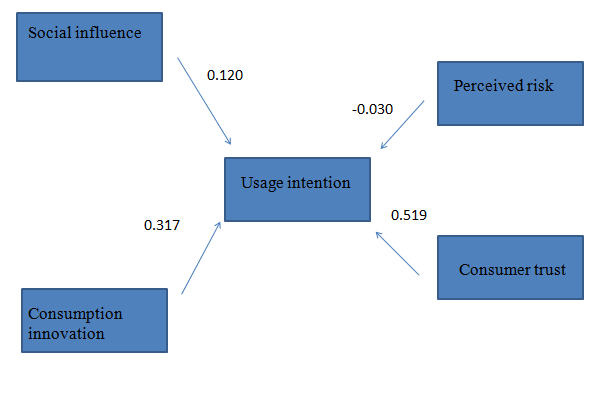 Social influence
0.120
Perceived risk
-0.030
Usage intention
0.317
0.519
Consumer trust
Consumption
innovation